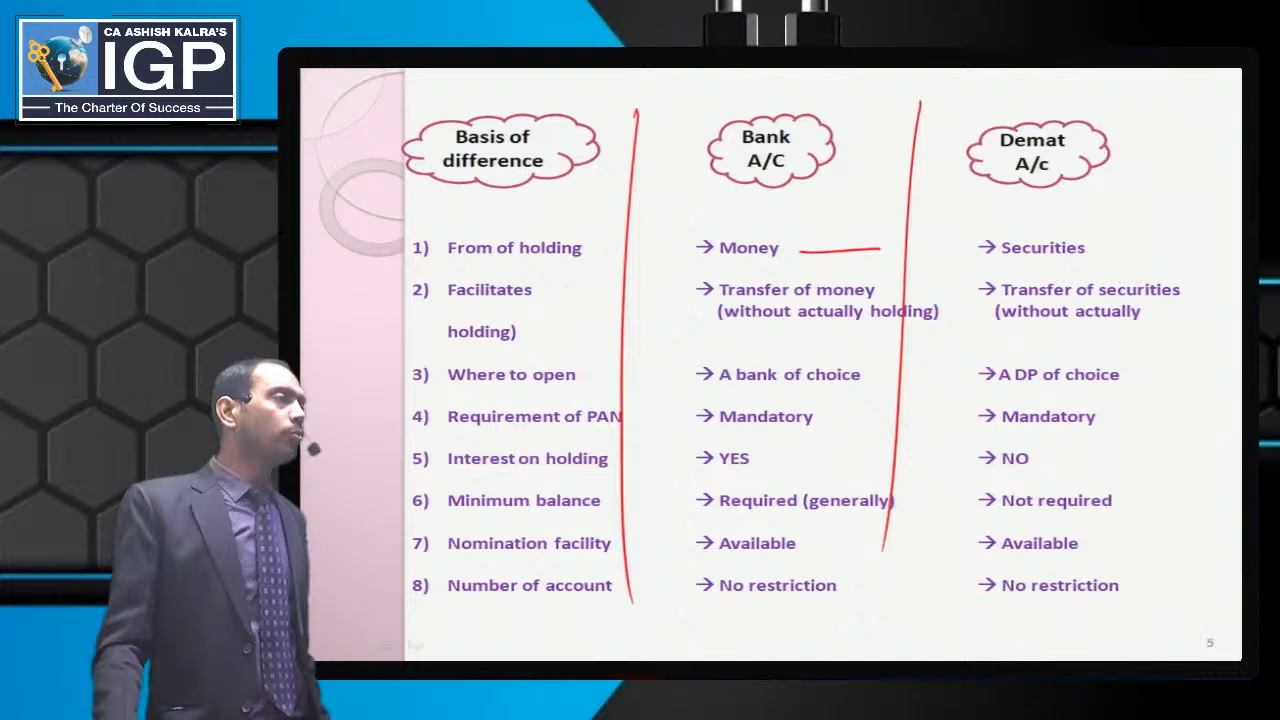 CA ASHISH KALRA'S
IGP
The Charter Of Success
Basis of difference
Bank A/C
Demat A/c
1) From of holding → Money → Securities
2) Facilitates → Transfer of money → Transfer of securities
(without actually holding) (without actually
holding)
3) Where to open → A bank of choice → A DP of choice
4) Requirement of PAN → Mandatory → Mandatory
5) Interest on holding → YES → NO
6) Minimum balance → Required (generally) → Not required
7) Nomination facility → Available → Available
8) Number of account → No restriction → No restriction
5